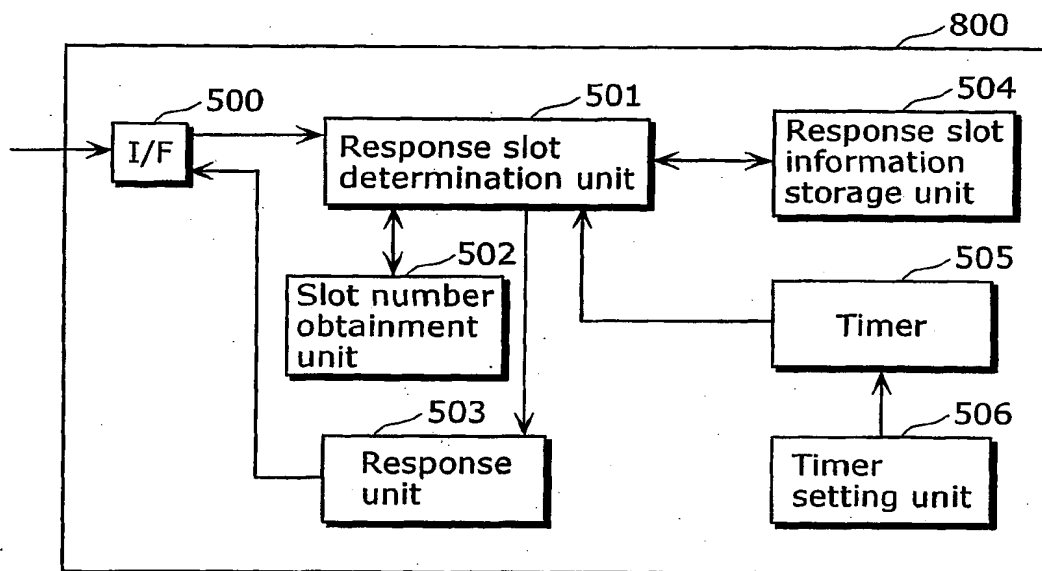 800
500
I/F
501
Response slot
determination unit
504
Response slot
information
storage unit
502
Slot number
obtainment
unit
505
Timer
503
Response
unit
506
Timer
setting unit